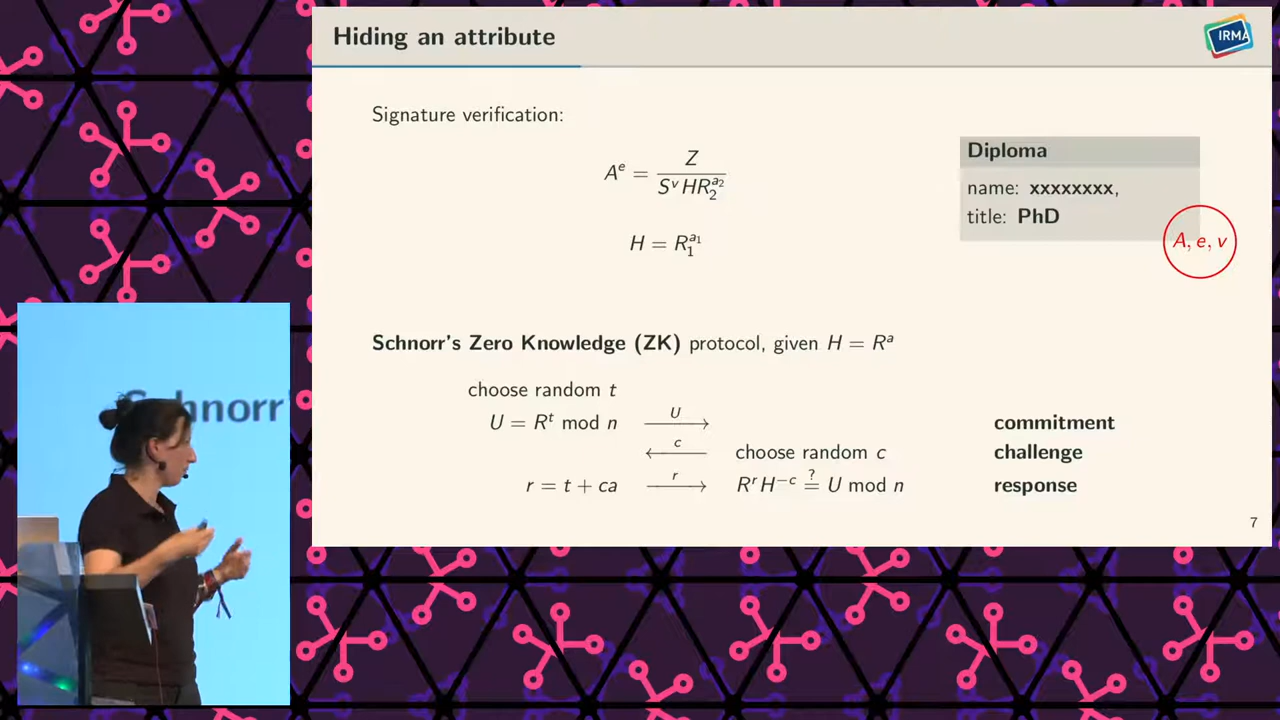 Hiding an attribute
IRMA
Signature verification:
A^e = Z / (S^v H R_2^{a_2})
H = R_1^{a_1}
Diploma
name: xxxxxxxx,
title: PhD
A, e, v
Schnorr's Zero Knowledge (ZK) protocol, given H = R^a
choose random t
U = R^t mod n U → commitment
← c choose random c challenge
r = t + ca r → R^r H^{-c} ≟ U mod n response
7
Schnorr'